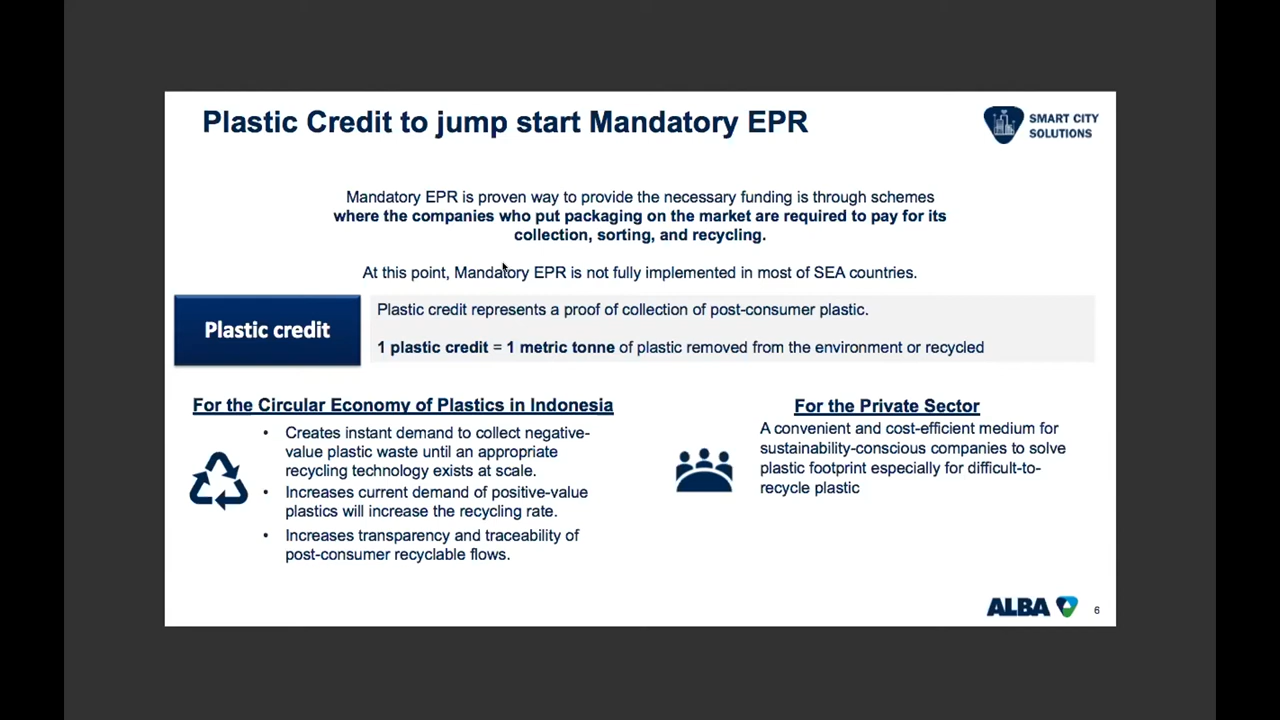 Plastic Credit to jump start Mandatory EPR
SMART CITY
SOLUTIONS
Mandatory EPR is proven way to provide the necessary funding is through schemes
where the companies who put packaging on the market are required to pay for its
collection, sorting, and recycling.
At this point, Mandatory EPR is not fully implemented in most of SEA countries.
Plastic credit
Plastic credit represents a proof of collection of post-consumer plastic.
1 plastic credit = 1 metric tonne of plastic removed from the environment or recycled
For the Circular Economy of Plastics in Indonesia
• Creates instant demand to collect negative-
value plastic waste until an appropriate
recycling technology exists at scale.
• Increases current demand of positive-value
plastics will increase the recycling rate.
• Increases transparency and traceability of
post-consumer recyclable flows.
For the Private Sector
A convenient and cost-efficient medium for
sustainability-conscious companies to solve
plastic footprint especially for difficult-to-
recycle plastic
ALBA
6